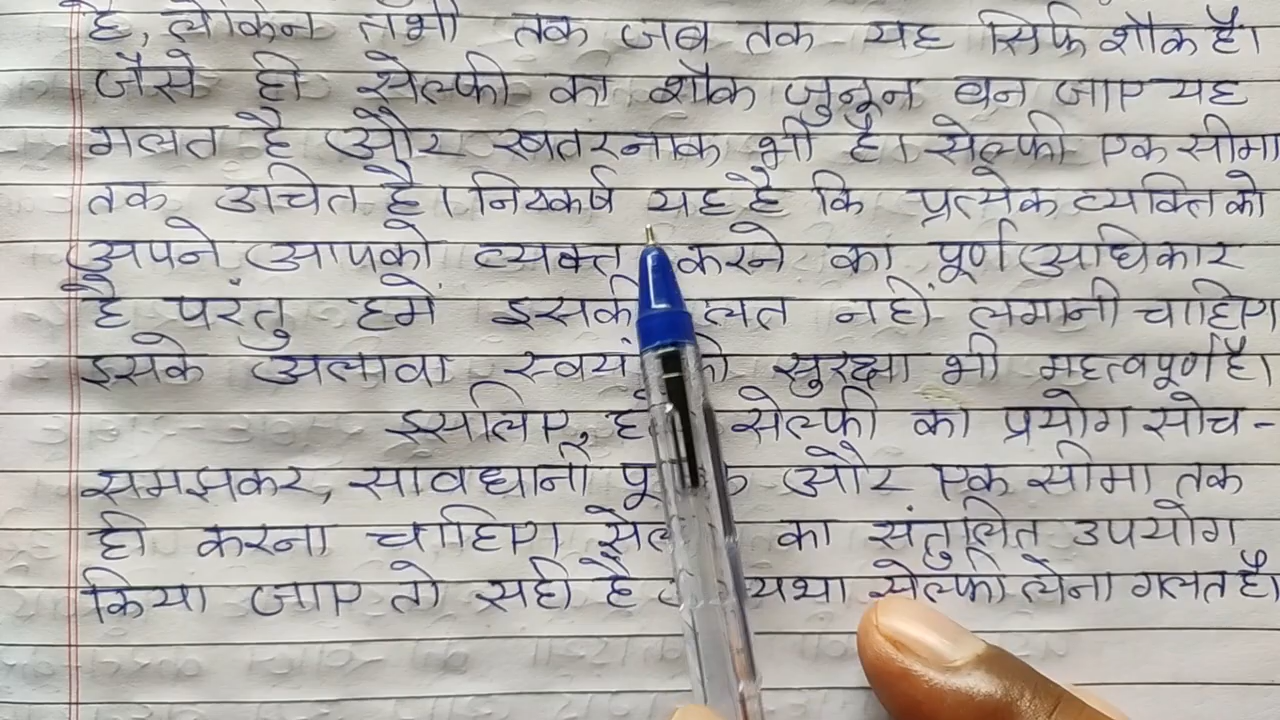 है, लेकिन तभी तक जब तक यह सिर्फ शौक है।
जैसे ही सेल्फी का शौक जुनून बन जाए यह
गलत है और खतरनाक भी है। सेल्फी एक सीमा
तक उचित है। निष्कर्ष यह है कि प्रत्येक व्यक्ति को
अपने आपको व्यक्त करने का पूर्ण अधिकार
है परंतु हमें इसकी लत नहीं लगानी चाहिए
इसके अलावा स्वयं की सुरक्षा भी महत्वपूर्ण है।
इसलिए, सेल्फी का प्रयोग सोच-
समझकर, सावधानी और एक सीमा तक
ही करना चाहिए। का संतुलित उपयोग
किया जाए तो सही है सेल्फी लेना गलत है।